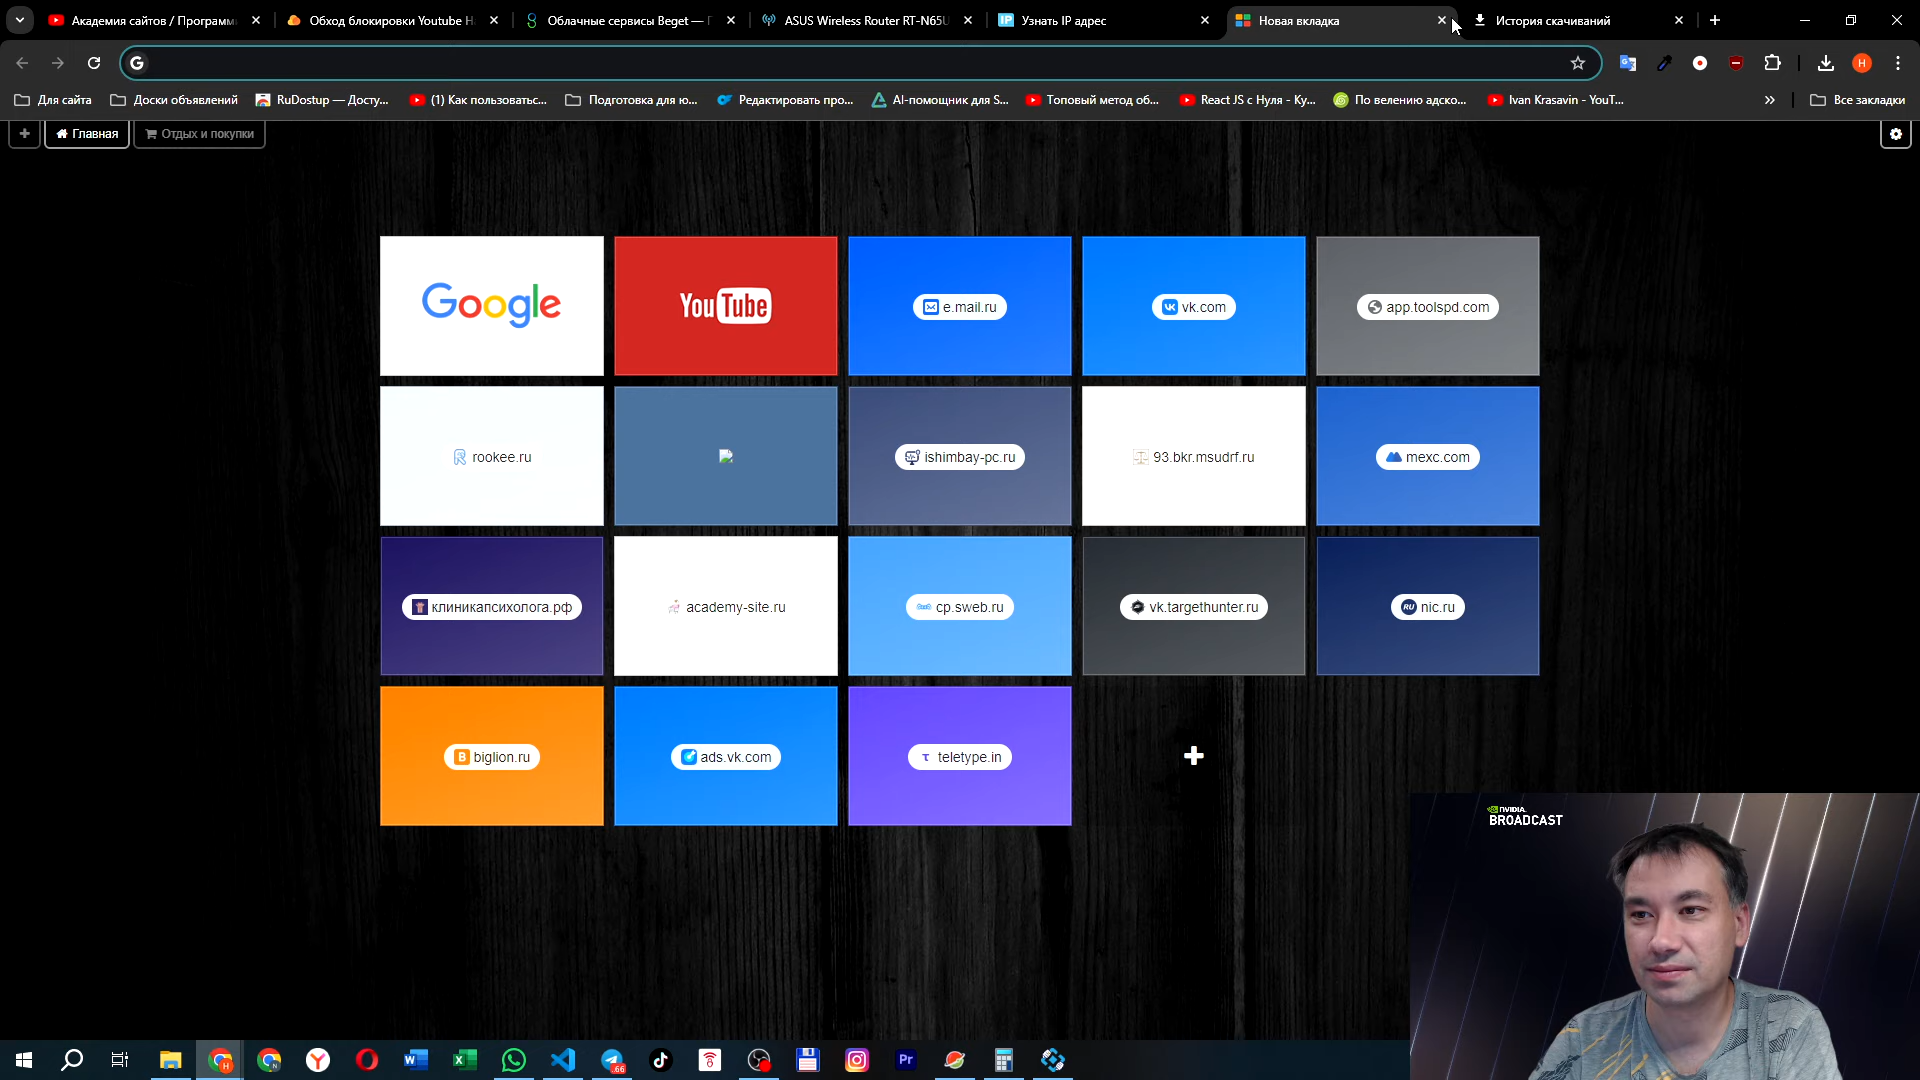 Академия сайтов / Программ
Обход блокировки Youtube Н
Облачные сервисы Beget —
ASUS Wireless Router RT-N65U
Узнать IP адрес
Новая вкладка
История скачиваний
Для сайта
Доски объявлений
RuDostup — Досту...
(1) Как пользоватьс...
Подготовка для ю...
Редактировать про...
AI-помощник для S...
Топовый метод об...
React JS с Нуля - Ку...
По велению адско...
Ivan Krasavin - YouT...
Все закладки
Главная
Отдых и покупки
Google
YouTube
e.mail.ru
vk.com
app.toolspd.com
rookee.ru
ishimbay-pc.ru
93.bkr.msudrf.ru
mexc.com
клиникапсихолога.рф
academy-site.ru
cp.sweb.ru
vk.targethunter.ru
nic.ru
biglion.ru
ads.vk.com
teletype.in
NVIDIA.
BROADCAST
66